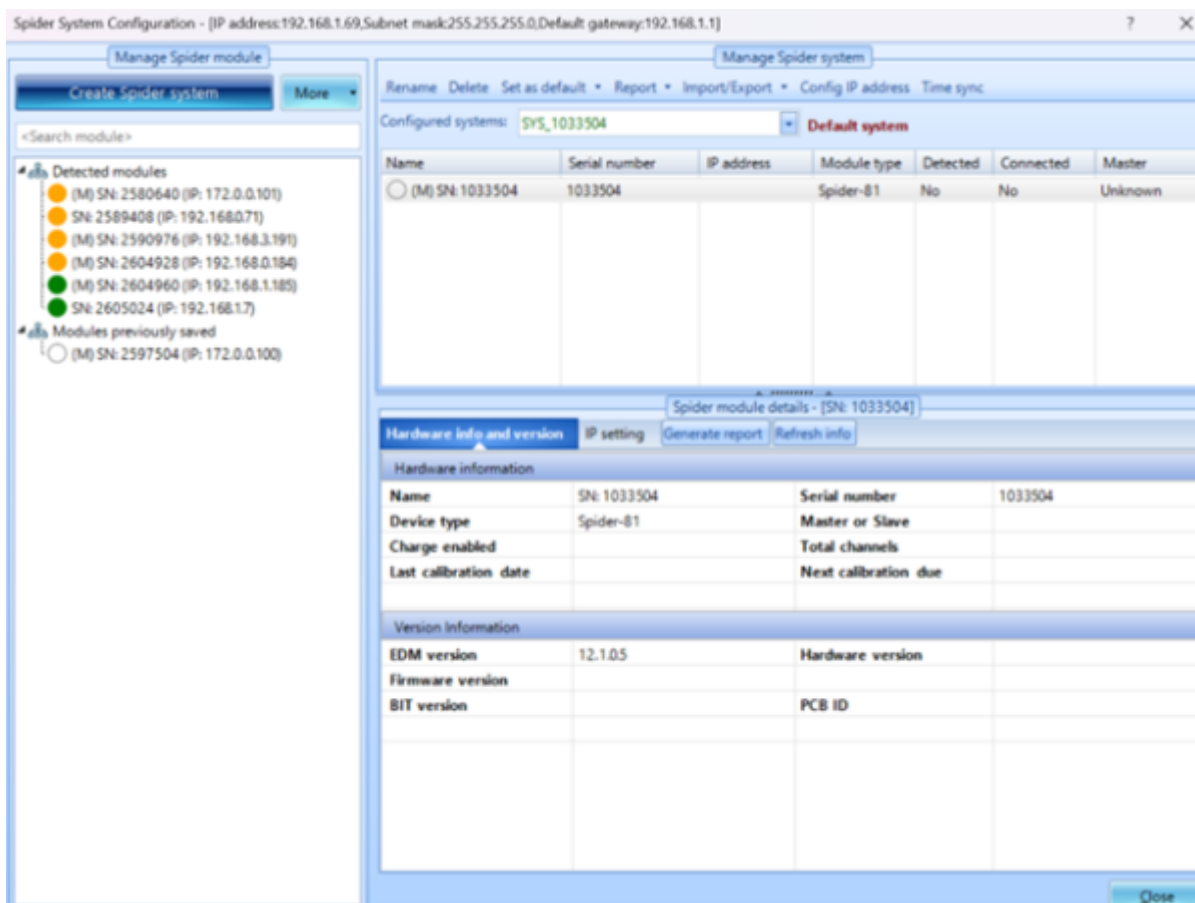 Spider System Configuration - [IP address:192.168.1.69,Subnet mask:255.255.255.0,Default gateway:192.168.1.1]
?
Manage Spider module
Create Spider system
More
<Search module>
Detected modules
(M) SN: 2580640 (IP: 172.0.0.101)
SN: 2589408 (IP: 192.168.0.71)
(M) SN: 2590976 (IP: 192.168.3.191)
(M) SN: 2604928 (IP: 192.168.0.184)
(M) SN: 2604960 (IP: 192.168.1.185)
SN: 2605024 (IP: 192.168.1.7)
Modules previously saved
(M) SN: 2597504 (IP: 172.0.0.100)
Manage Spider system
Rename Delete Set as default Report Import/Export Config IP address Time sync
Configured systems: SYS_1033504 Default system
Name Serial number IP address Module type Detected Connected Master
(M) SN: 1033504 1033504 Spider-81 No No Unknown
Spider module details - [SN: 1033504]
Hardware info and version IP setting Generate report Refresh info
Hardware information
Name SN: 1033504 Serial number 1033504
Device type Spider-81 Master or Slave
Charge enabled Total channels
Last calibration date Next calibration due
Version Information
EDM version 12.1.0.5 Hardware version
Firmware version
BIT version PCB ID
Close